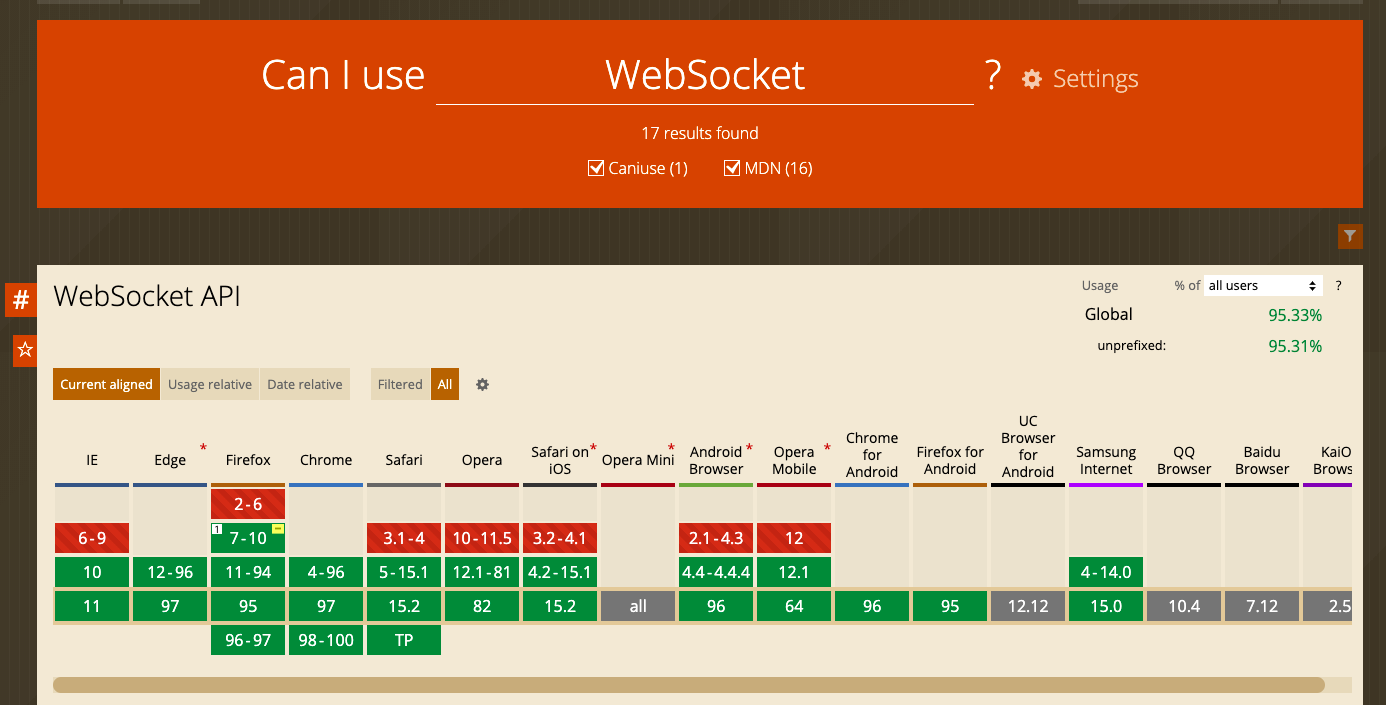 Can I use WebSocket ? Settings
17 results found
Caniuse (1) MDN (16)
#
WebSocket API
Usage % of all users ?
Global 95.33%
unprefixed: 95.31%
Current aligned Usage relative Date relative Filtered All
IE
Edge *
Firefox
Chrome
Safari
Opera
Safari on iOS *
Opera Mini *
Android Browser *
Opera Mobile *
Chrome for Android
Firefox for Android
UC Browser for Android
Samsung Internet
QQ Browser
Baidu Browser
KaiO Brows
2-6
6-9 1 7-10 3.1-4 10-11.5 3.2-4.1 2.1-4.3 12
10 12-96 11-94 4-96 5-15.1 12.1-81 4.2-15.1 4.4-4.4.4 12.1 4-14.0
11 97 95 97 15.2 82 15.2 all 96 64 96 95 12.12 15.0 10.4 7.12 2.5
96-97 98-100 TP